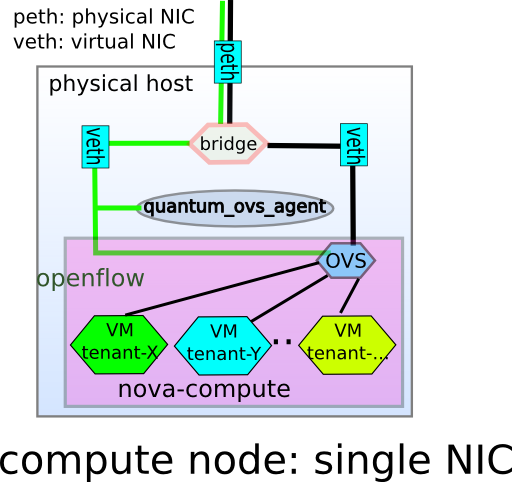 peth: physical NIC
veth: virtual NIC
peth
physical host
veth
bridge
veth
quantum_ovs_agent
OVS
openflow
VM
tenant-X
VM
tenant-Y
..
VM
tenant-...
nova-compute
compute node: single NIC